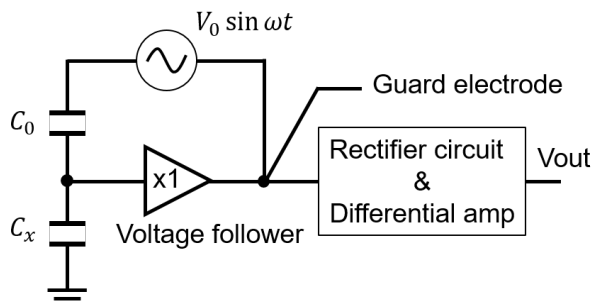 V₀ sin ωt
Guard electrode
C₀
x1
Rectifier circuit
&
Differential amp
Vout
Cₓ
Voltage follower